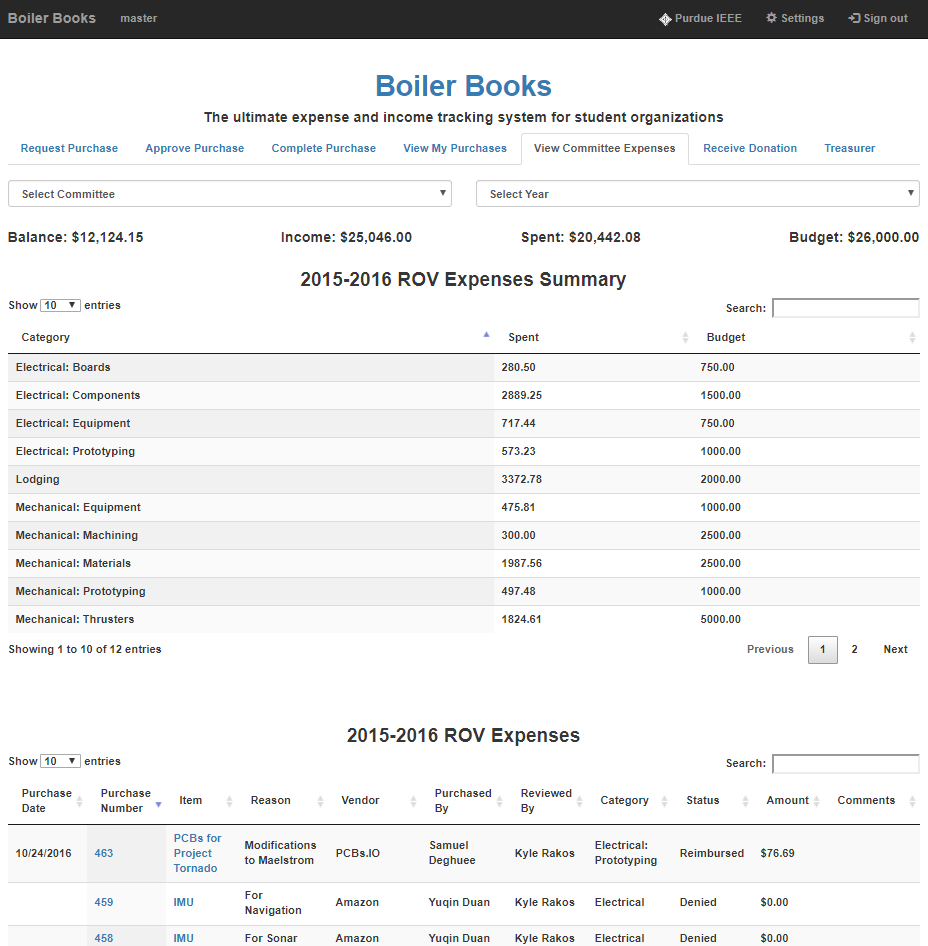 Boiler Books master Purdue IEEE Settings Sign out
Boiler Books
The ultimate expense and income tracking system for student organizations
Request Purchase Approve Purchase Complete Purchase View My Purchases View Committee Expenses Receive Donation Treasurer
Select Committee Select Year
Balance: $12,124.15 Income: $25,046.00 Spent: $20,442.08 Budget: $26,000.00
2015-2016 ROV Expenses Summary
Show 10 entries Search:
Category Spent Budget
Electrical: Boards 280.50 750.00
Electrical: Components 2889.25 1500.00
Electrical: Equipment 717.44 750.00
Electrical: Prototyping 573.23 1000.00
Lodging 3372.78 2000.00
Mechanical: Equipment 475.81 1000.00
Mechanical: Machining 300.00 2500.00
Mechanical: Materials 1987.56 2500.00
Mechanical: Prototyping 497.48 1000.00
Mechanical: Thrusters 1824.61 5000.00
Showing 1 to 10 of 12 entries Previous 1 2 Next
2015-2016 ROV Expenses
Show 10 entries Search:
Purchase Date Purchase Number Item Reason Vendor Purchased By Reviewed By Category Status Amount Comments
10/24/2016 463 PCBs for Project Tornado Modifications to Maelstrom PCBs.IO Samuel Deghuee Kyle Rakos Electrical: Prototyping Reimbursed $76.69
459 IMU For Navigation Amazon Yuqin Duan Kyle Rakos Electrical Denied $0.00
458 IMU For Sonar Amazon Yuqin Duan Kyle Rakos Electrical Denied $0.00